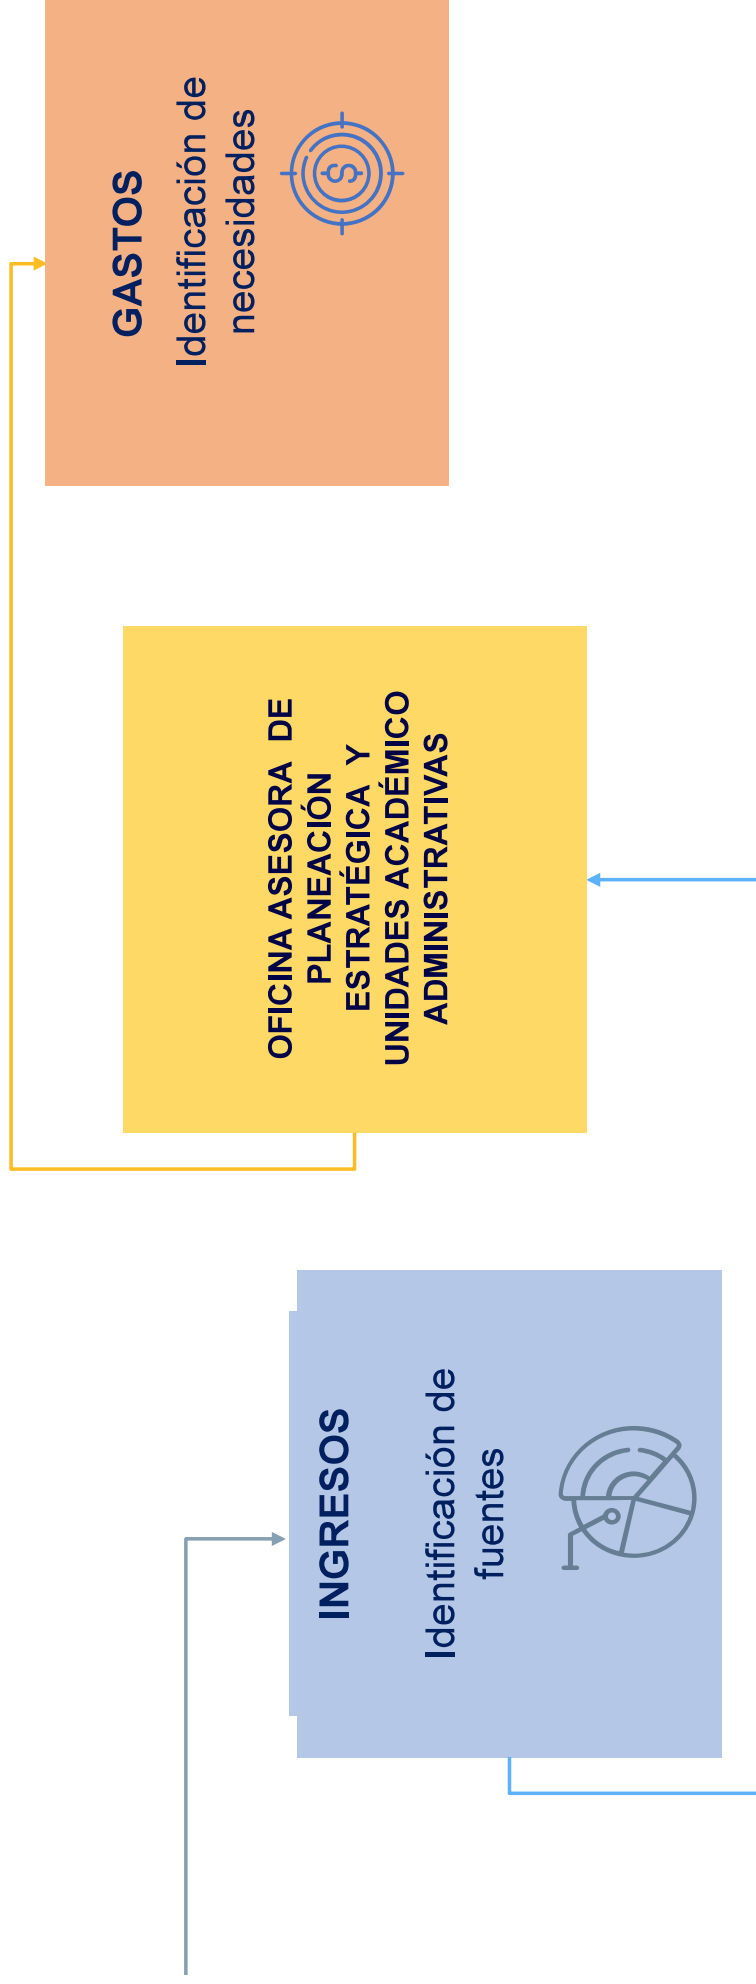 INGRESOS
Identificación de
fuentes
OFICINA ASESORA DE
PLANEACIÓN
ESTRATÉGICA Y
UNIDADES ACADÉMICO
ADMINISTRATIVAS
GASTOS
Identificación de
necesidades